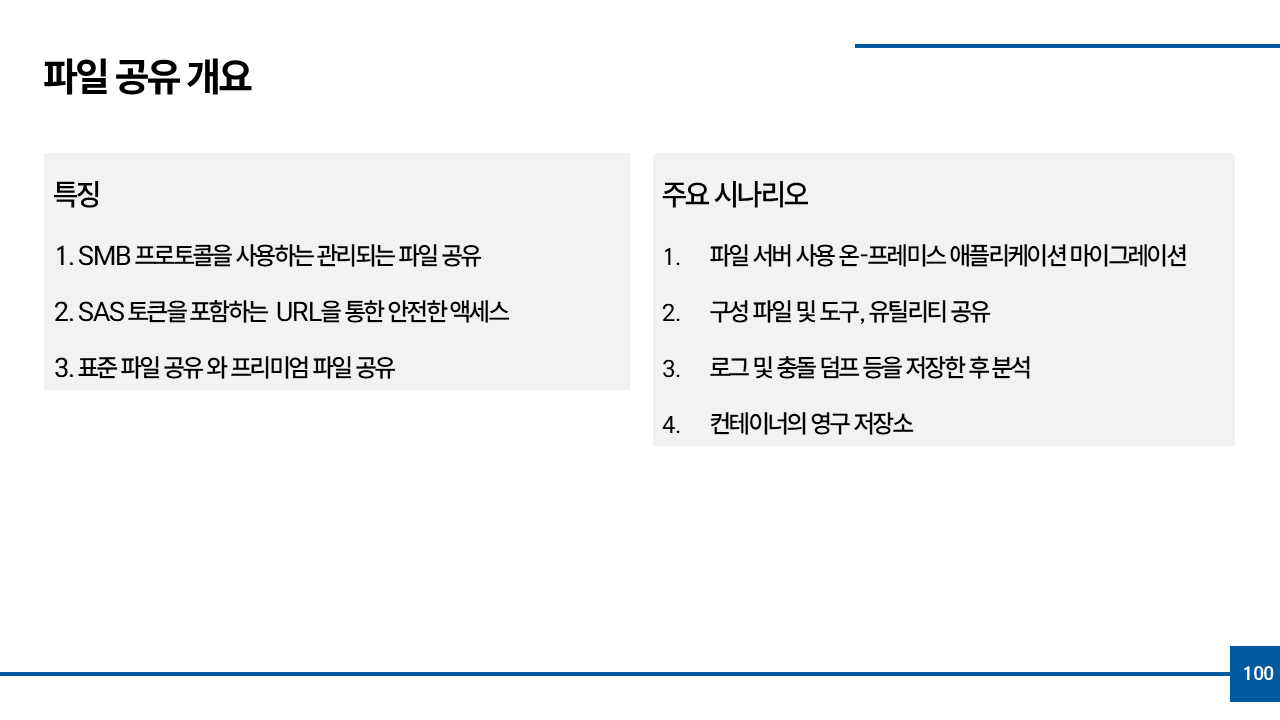 파일 공유 개요
특징
1. SMB 프로토콜을 사용하는 관리되는 파일 공유
2. SAS 토큰을 포함하는 URL을 통한 안전한 액세스
3. 표준 파일 공유 와 프리미엄 파일 공유
주요 시나리오
1. 파일 서버 사용 온-프레미스 애플리케이션 마이그레이션
2. 구성 파일 및 도구, 유틸리티 공유
3. 로그 및 충돌 덤프 등을 저장한 후 분석
4. 컨테이너의 영구 저장소
100